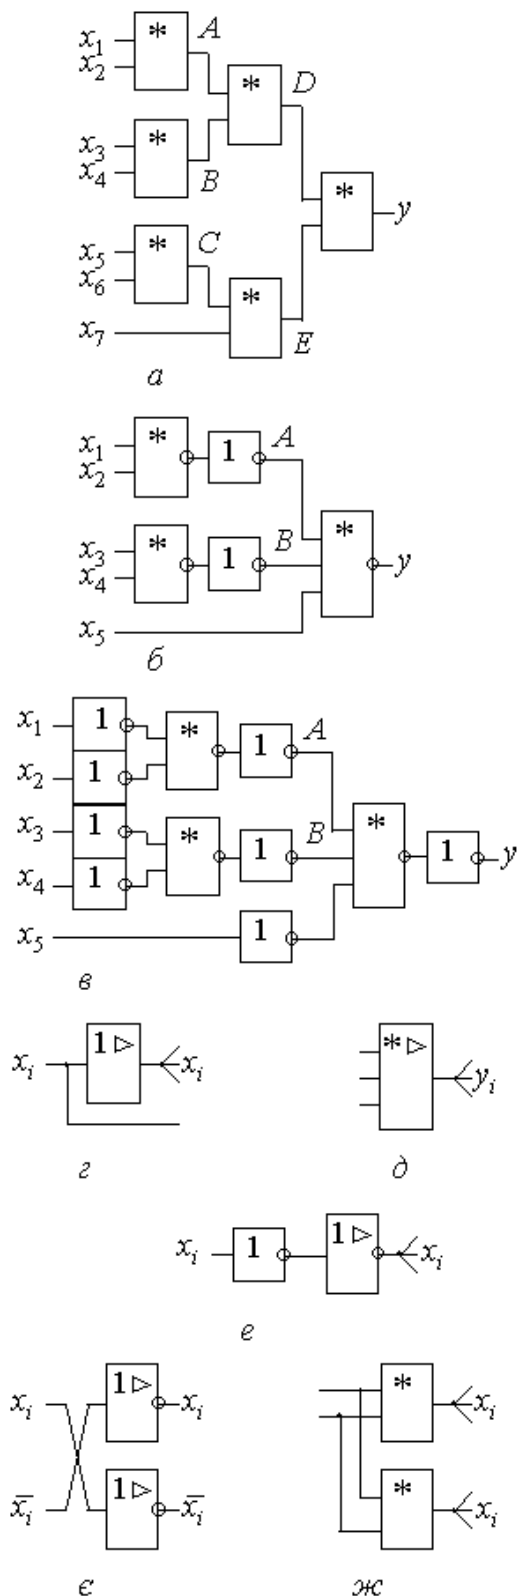 x₁ * A
x₂
* D
x₃ *
x₄ B
* y
x₅ * C
x₆
*
x₇ E
а
x₁ * 1 A
x₂
*
x₃ * 1 B y
x₄
x₅
б
x₁ 1 * 1 A
x₂ 1
*
x₃ 1 * 1 B 1 y
x₄ 1
x₅ 1
в
xᵢ 1▷ xᵢ
г
*▷ yᵢ
д
xᵢ 1 1▷ xᵢ
е
xᵢ 1▷ xᵢ
x̄ᵢ 1▷ x̄ᵢ
є
* xᵢ
* xᵢ
ж